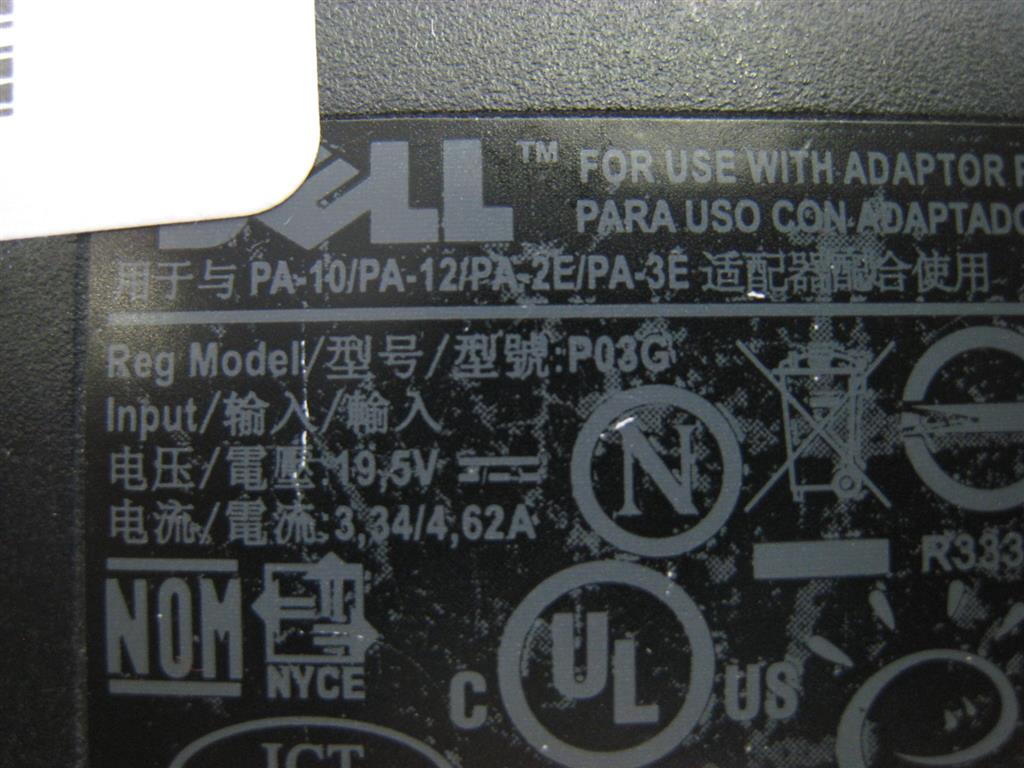 DELL™
FOR USE WITH ADAPTOR
PARA USO CON ADAPTADO
用于与 PA-10/PA-12/PA-2E/PA-3E 适配器配合使用
Reg Model/型号/型號:P03G
Input/输入/輸入
电压/電壓:19,5V
电流/電流:3,34/4,62A
N
R333
NOM
NYCE
C UL US
ICT